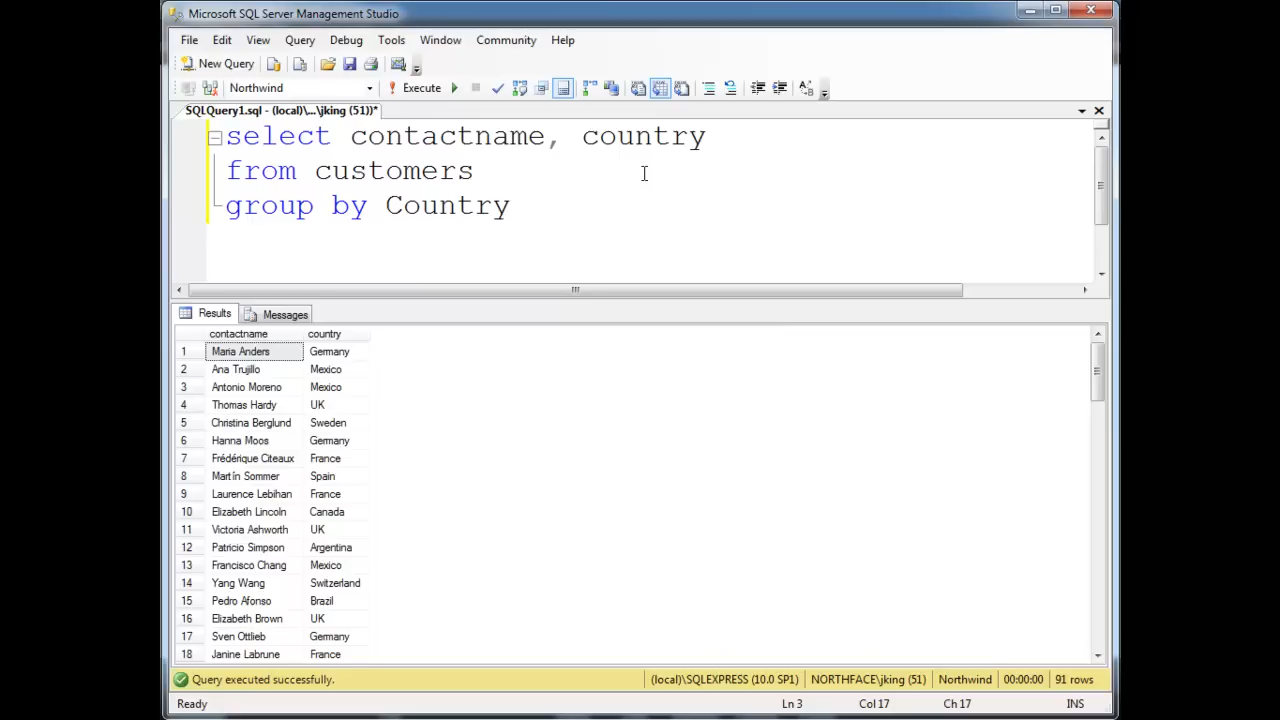 Microsoft SQL Server Management Studio
File Edit View Query Debug Tools Window Community Help
New Query
Northwind Execute
SQLQuery1.sql - (local)\...\jking (51))*
select contactname, country
from customers
group by Country
Results Messages
contactname country
1 Maria Anders Germany
2 Ana Trujillo Mexico
3 Antonio Moreno Mexico
4 Thomas Hardy UK
5 Christina Berglund Sweden
6 Hanna Moos Germany
7 Frédérique Citeaux France
8 Martín Sommer Spain
9 Laurence Lebihan France
10 Elizabeth Lincoln Canada
11 Victoria Ashworth UK
12 Patricio Simpson Argentina
13 Francisco Chang Mexico
14 Yang Wang Switzerland
15 Pedro Afonso Brazil
16 Elizabeth Brown UK
17 Sven Ottlieb Germany
18 Janine Labrune France
Query executed successfully. (local)\SQLEXPRESS (10.0 SP1) NORTHFACE\jking (51) Northwind 00:00:00 91 rows
Ready Ln 3 Col 17 Ch 17 INS